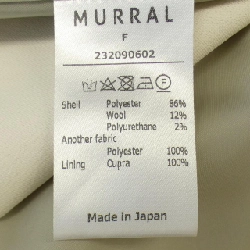 MURRAL
F
232090602
Shell Polyester 86%
Wool 12%
Polyurethane 2%
Another fabric
Polyester 100%
Lining Cupra 100%
Made in Japan